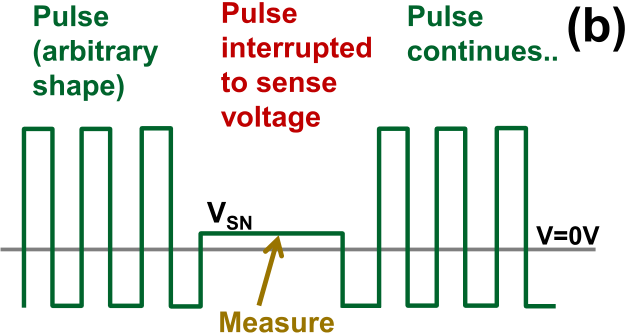 Pulse
(arbitrary
shape)
Pulse
interrupted
to sense
voltage
Pulse
continues..
(b)
VSN
V=0V
Measure